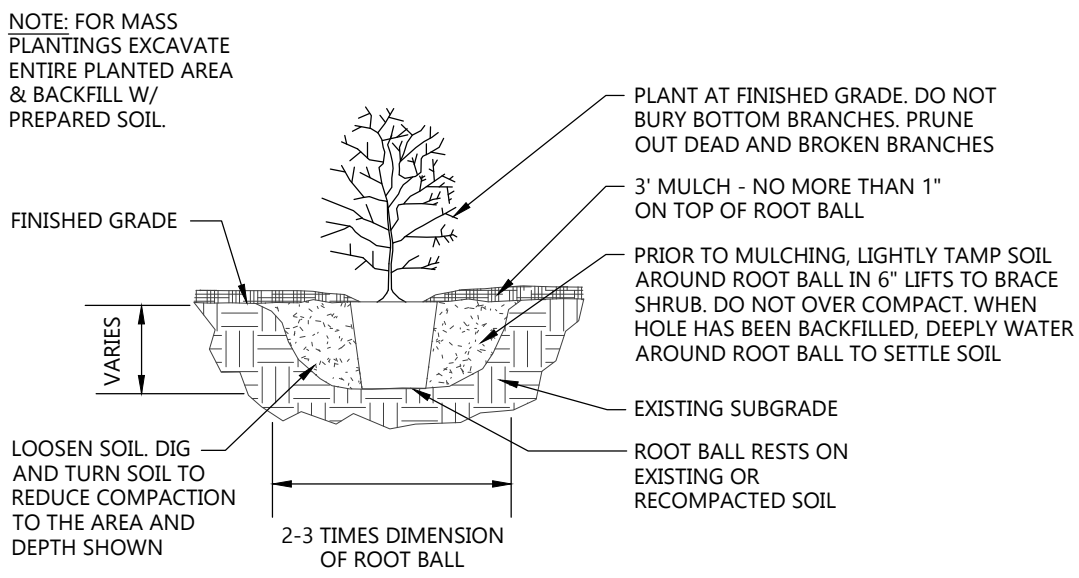 NOTE: FOR MASS
PLANTINGS EXCAVATE
ENTIRE PLANTED AREA
& BACKFILL W/
PREPARED SOIL.
PLANT AT FINISHED GRADE. DO NOT
BURY BOTTOM BRANCHES. PRUNE
OUT DEAD AND BROKEN BRANCHES
3' MULCH - NO MORE THAN 1"
ON TOP OF ROOT BALL
FINISHED GRADE
PRIOR TO MULCHING, LIGHTLY TAMP SOIL
AROUND ROOT BALL IN 6" LIFTS TO BRACE
SHRUB. DO NOT OVER COMPACT. WHEN
HOLE HAS BEEN BACKFILLED, DEEPLY WATER
AROUND ROOT BALL TO SETTLE SOIL
VARIES
EXISTING SUBGRADE
LOOSEN SOIL. DIG
AND TURN SOIL TO
REDUCE COMPACTION
TO THE AREA AND
DEPTH SHOWN
ROOT BALL RESTS ON
EXISTING OR
RECOMPACTED SOIL
2-3 TIMES DIMENSION
OF ROOT BALL